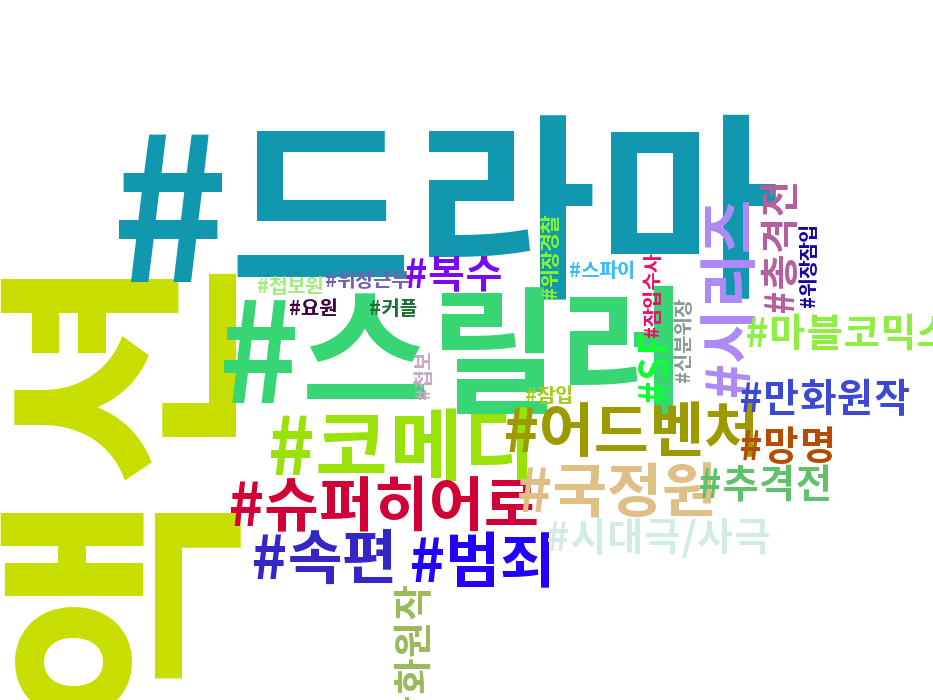 #드라마
액션
#스릴러
#시리즈
#총격전
#위장경찰
#위장잠입
#스파이
#잠입수사
#복수
#위장근무
#첩보원
#요원
#커플
#신분위장
#SF
#마블코믹스
#첩보
#잠입
#만화원작
#코메디
#어드벤처
#망명
#국정원
#추격전
#슈퍼히어로
#시대극/사극
#속편
#범죄
화원작